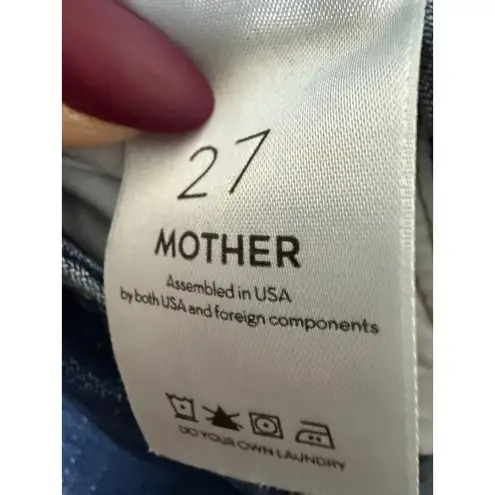 27
MOTHER
Assembled in USA
by both USA and foreign components
DO YOUR OWN LAUNDRY